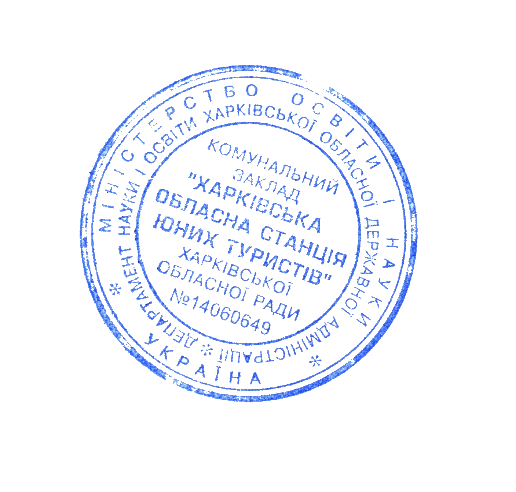 МІНІСТЕРСТВО ОСВІТИ І НАУКИ
УКРАЇНА
ДЕПАРТАМЕНТ НАУКИ І ОСВІТИ ХАРКІВСЬКОЇ ОБЛАСНОЇ ДЕРЖАВНОЇ АДМІНІСТРАЦІЇ
КОМУНАЛЬНИЙ
ЗАКЛАД
"ХАРКІВСЬКА
ОБЛАСНА СТАНЦІЯ
ЮНИХ ТУРИСТІВ"
ХАРКІВСЬКОЇ
ОБЛАСНОЇ РАДИ
№14060649